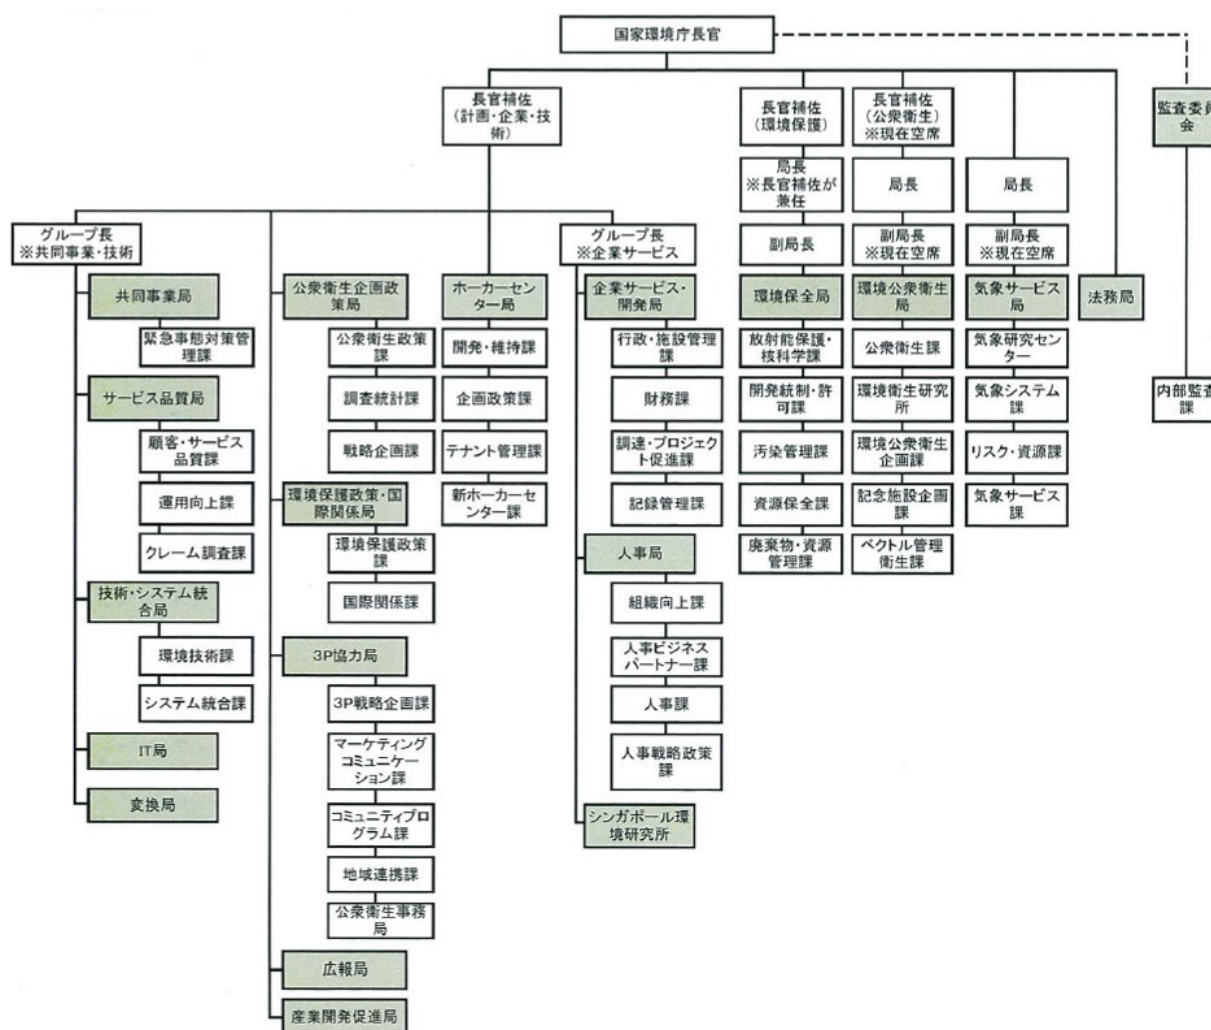 国家環境庁長官
長官補佐
(計画・企業・技
術)
長官補佐
(環境保護)
長官補佐
(公衆衛生)
※現在空席
監査委員
会
局長
※長官補佐が
兼任
局長
局長
グループ長
※共同事業・技術
グループ長
※企業サービス
副局長
副局長
※現在空席
副局長
※現在空席
共同事業局
緊急事態対策管
理課
サービス品質局
顧客・サービス
品質課
運用向上課
クレーム調査課
技術・システム統
合局
環境技術課
システム統合課
IT局
変換局
公衆衛生企画政
策局
公衆衛生政策
課
調査統計課
戦略企画課
環境保護政策・国
際関係局
環境保護政策
課
国際関係課
3P協力局
3P戦略企画課
マーケティング
コミュニケー
ション課
コミュニティプロ
グラム課
地域連携課
公衆衛生事務
局
広報局
産業開発促進局
ホーカーセン
ター局
開発・維持課
企画政策課
テナント管理課
新ホーカーセ
ンター課
企業サービス・
開発局
行政・施設管理
課
財務課
調達・プロジェク
ト促進課
記録管理課
人事局
組織向上課
人事ビジネス
パートナー課
人事課
人事戦略政策
課
シンガポール環
境研究所
環境保全局
放射能保護・
核科学課
開発統制・許
可課
汚染管理課
資源保全課
廃棄物・資源
管理課
環境公衆衛生
局
公衆衛生課
環境衛生研究
所
環境公衆衛生
企画課
記念施設企画
課
ベクトル管理
衛生課
気象サービス
局
気象研究セン
ター
気象システム
課
リスク・資源課
気象サービス
課
法務局
内部監査
課